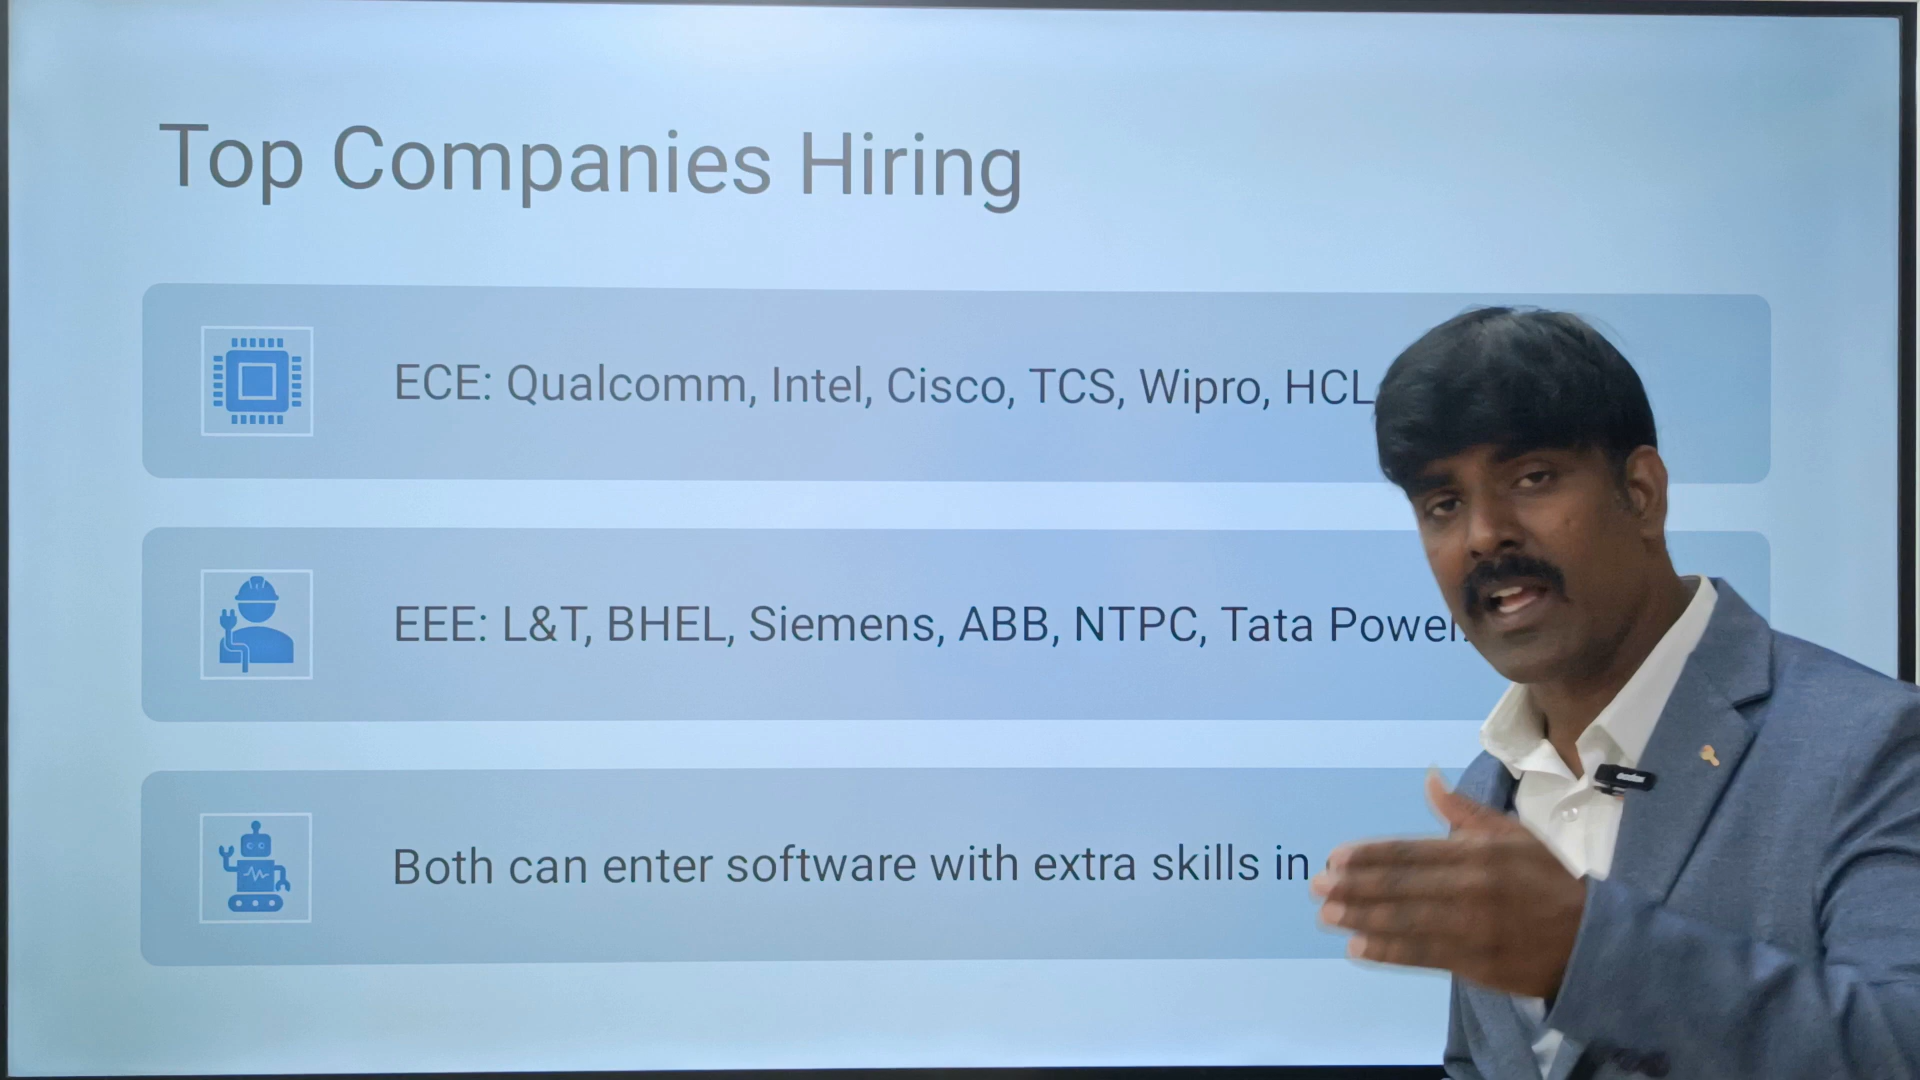 Top Companies Hiring
ECE: Qualcomm, Intel, Cisco, TCS, Wipro, HCL
EEE: L&T, BHEL, Siemens, ABB, NTPC, Tata Power.
Both can enter software with extra skills in